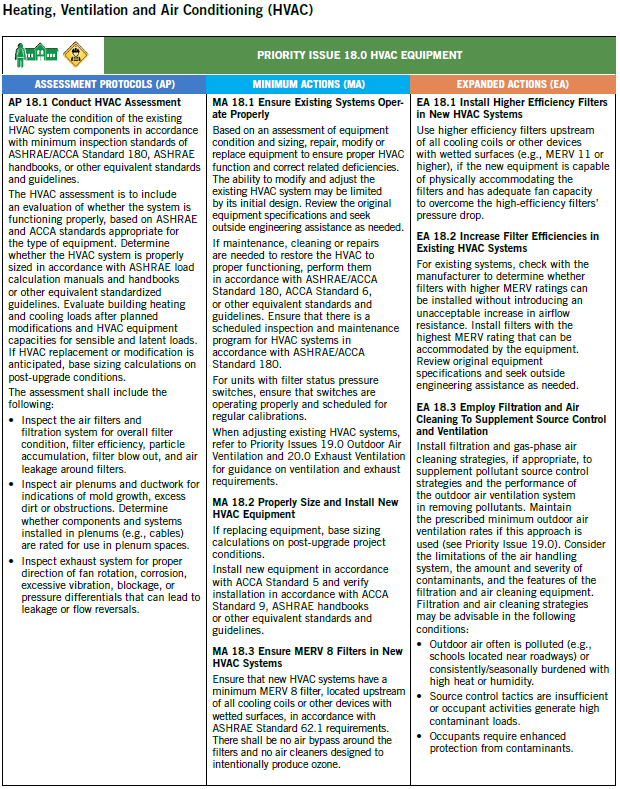 Heating, Ventilation and Air Conditioning (HVAC)
PRIORITY ISSUE 18.0 HVAC EQUIPMENT
ASSESSMENT PROTOCOLS (AP)
AP 18.1 Conduct HVAC Assessment
Evaluate the condition of the existing
HVAC system components in accordance
with minimum inspection standards of
ASHRAE/ACCA Standard 180, ASHRAE
handbooks, or other equivalent standards
and guidelines.
The HVAC assessment is to include
an evaluation of whether the system is
functioning properly, based on ASHRAE
and ACCA standards appropriate for
the type of equipment. Determine
whether the HVAC system is properly
sized in accordance with ASHRAE load
calculation manuals and handbooks
or other equivalent standardized
guidelines. Evaluate building heating
and cooling loads after planned
modifications and HVAC equipment
capacities for sensible and latent loads.
If HVAC replacement or modification is
anticipated, base sizing calculations on
post-upgrade conditions.
The assessment shall include the
following:
• Inspect the air filters and
filtration system for overall filter
condition, filter efficiency, particle
accumulation, filter blow out, and air
leakage around filters.
• Inspect air plenums and ductwork for
indications of mold growth, excess
dirt or obstructions. Determine
whether components and systems
installed in plenums (e.g., cables)
are rated for use in plenum spaces.
• Inspect exhaust system for proper
direction of fan rotation, corrosion,
excessive vibration, blockage, or
pressure differentials that can lead to
leakage or flow reversals.
MINIMUM ACTIONS (MA)
MA 18.1 Ensure Existing Systems Oper-
ate Properly
Based on an assessment of equipment
condition and sizing, repair, modify or
replace equipment to ensure proper HVAC
function and correct related deficiencies.
The ability to modify and adjust the
existing HVAC system may be limited
by its initial design. Review the original
equipment specifications and seek
outside engineering assistance as needed.
If maintenance, cleaning or repairs
are needed to restore the HVAC to
proper functioning, perform them
in accordance with ASHRAE/ACCA
Standard 180, ACCA Standard 6,
or other equivalent standards and
guidelines. Ensure that there is a
scheduled inspection and maintenance
program for HVAC systems in
accordance with ASHRAE/ACCA
Standard 180.
For units with filter status pressure
switches, ensure that switches are
operating properly and scheduled for
regular calibrations.
When adjusting existing HVAC systems,
refer to Priority Issues 19.0 Outdoor Air
Ventilation and 20.0 Exhaust Ventilation
for guidance on ventilation and exhaust
requirements.
MA 18.2 Properly Size and Install New
HVAC Equipment
If replacing equipment, base sizing
calculations on post-upgrade project
conditions.
Install new equipment in accordance
with ACCA Standard 5 and verify
installation in accordance with ACCA
Standard 9, ASHRAE handbooks
or other equivalent standards and
guidelines.
MA 18.3 Ensure MERV 8 Filters in New
HVAC Systems
Ensure that new HVAC systems have a
minimum MERV 8 filter, located upstream
of all cooling coils or other devices with
wetted surfaces, in accordance with
ASHRAE Standard 62.1 requirements.
There shall be no air bypass around the
filters and no air cleaners designed to
intentionally produce ozone.
EXPANDED ACTIONS (EA)
EA 18.1 Install Higher Efficiency Filters
in New HVAC Systems
Use higher efficiency filters upstream
of all cooling coils or other devices
with wetted surfaces (e.g., MERV 11 or
higher), if the new equipment is capable
of physically accommodating the
filters and has adequate fan capacity
to overcome the high-efficiency filters'
pressure drop.
EA 18.2 Increase Filter Efficiencies in
Existing HVAC Systems
For existing systems, check with the
manufacturer to determine whether
filters with higher MERV ratings can
be installed without introducing an
unacceptable increase in airflow
resistance. Install filters with the
highest MERV rating that can be
accommodated by the equipment.
Review original equipment
specifications and seek outside
engineering assistance as needed.
EA 18.3 Employ Filtration and Air
Cleaning To Supplement Source Control
and Ventilation
Install filtration and gas-phase air
cleaning strategies, if appropriate, to
supplement pollutant source control
strategies and the performance of
the outdoor air ventilation system
in removing pollutants. Maintain
the prescribed minimum outdoor air
ventilation rates if this approach is
used (see Priority Issue 19.0). Consider
the limitations of the air handling
system, the amount and severity of
contaminants, and the features of the
filtration and air cleaning equipment.
Filtration and air cleaning strategies
may be advisable in the following
conditions:
• Outdoor air often is polluted (e.g.,
schools located near roadways) or
consistently/seasonally burdened with
high heat or humidity.
• Source control tactics are insufficient
or occupant activities generate high
contaminant loads.
• Occupants require enhanced
protection from contaminants.